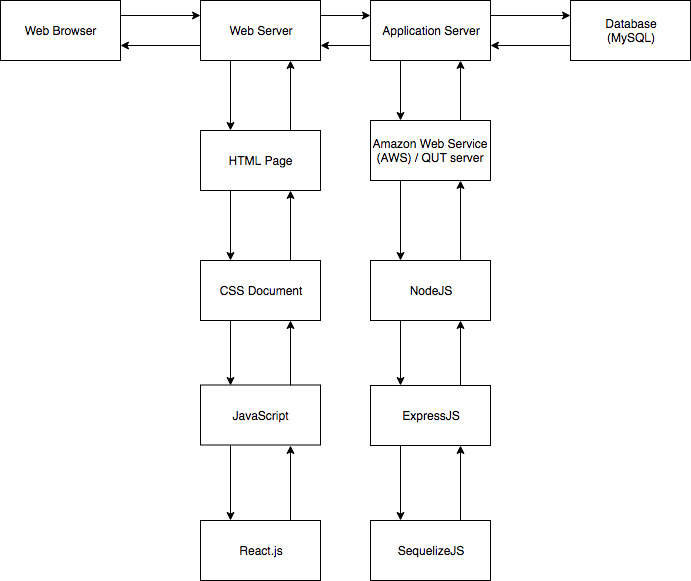 Web Browser
Web Server
Application Server
Database
(MySQL)
HTML Page
Amazon Web Service
(AWS) / QUT server
CSS Document
NodeJS
JavaScript
ExpressJS
React.js
SequelizeJS